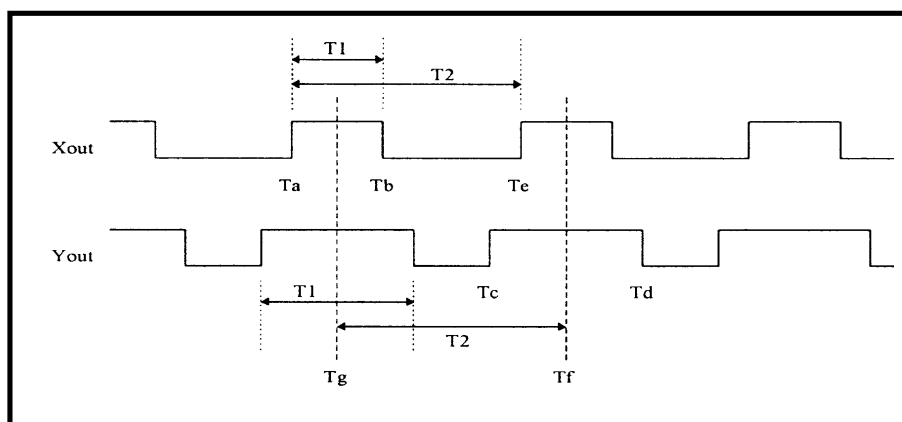 T1
T2
Xout
Ta Tb Te
Yout
Tc Td
T1
T2
Tg Tf